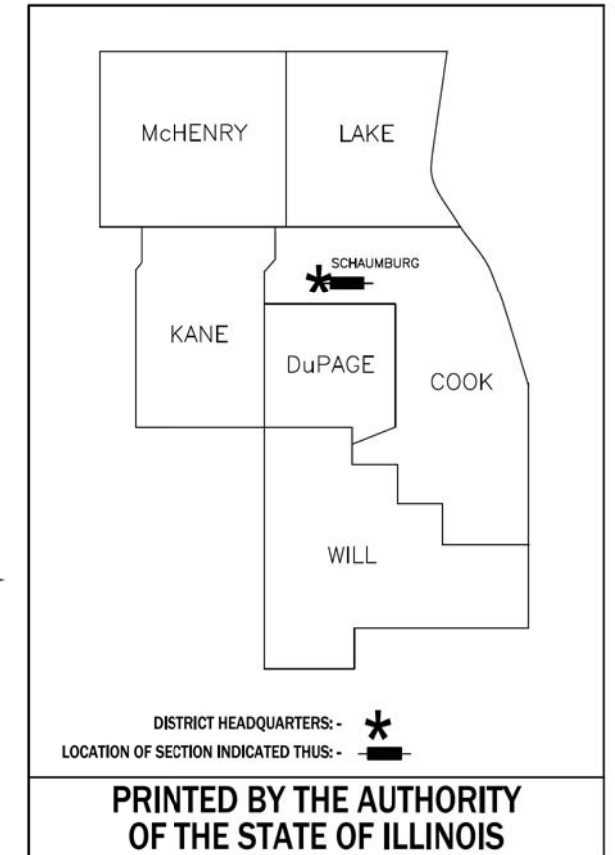 McHENRY
LAKE
SCHAUMBURG
KANE
DuPAGE
COOK
WILL
DISTRICT HEADQUARTERS: -
LOCATION OF SECTION INDICATED THUS: -
PRINTED BY THE AUTHORITY
OF THE STATE OF ILLINOIS